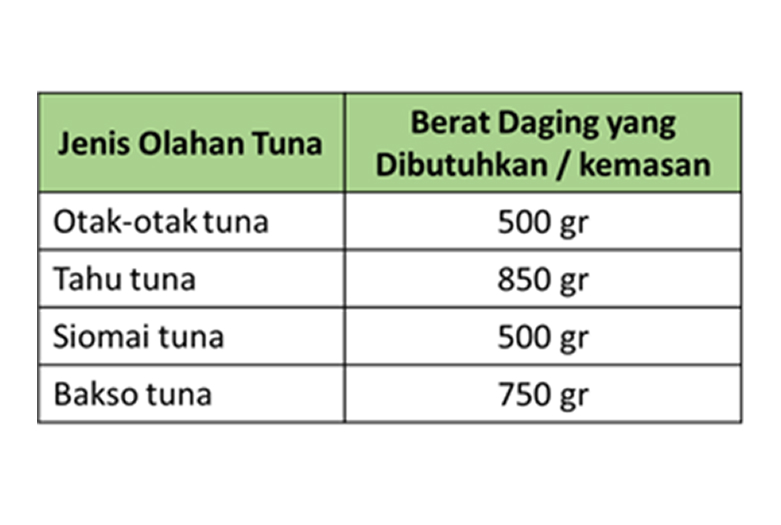 Jenis Olahan Tuna
Berat Daging yang
Dibutuhkan / kemasan
Otak-otak tuna
500 gr
Tahu tuna
850 gr
Siomai tuna
500 gr
Bakso tuna
750 gr